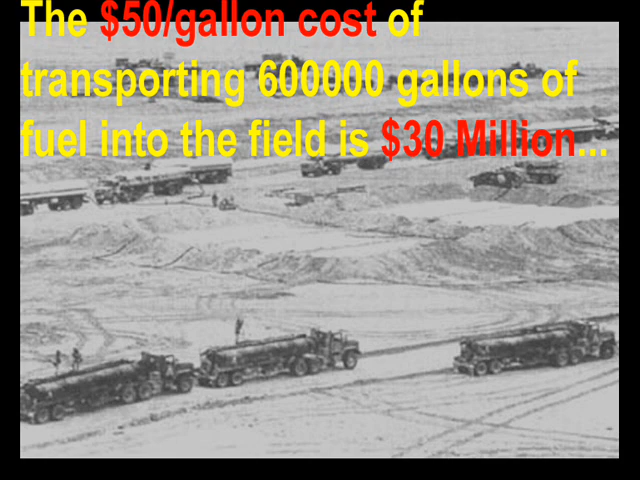 The $50/gallon cost of
transporting 600000 gallons of
fuel into the field is $30 Million...